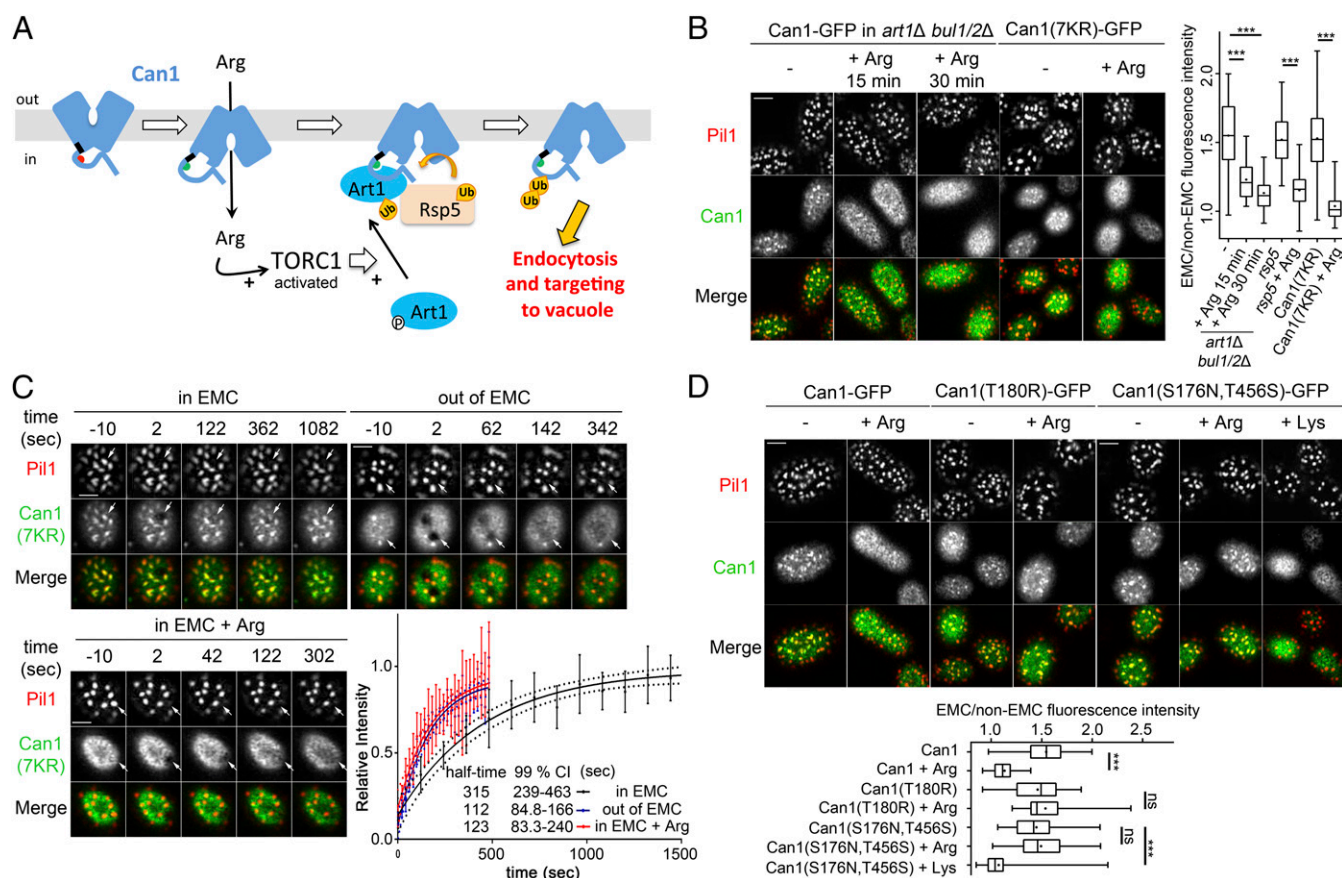 A
Arg
Can1
out
in
Art1
Ub
Rsp5
Ub
Ub
Ub
Arg
TORC1
activated
+
+
P
Art1
Endocytosis
and targeting
to vacuole
B
Can1-GFP in art1Δ bul1/2Δ
Can1(7KR)-GFP
-
+ Arg
15 min
+ Arg
30 min
-
+ Arg
Pil1
Can1
Merge
EMC/non-EMC fluorescence intensity
2.0
1.5
1.0
***
***
***
***
-
+ Arg 15 min
+ Arg 30 min
rsp5
rsp5 + Arg
Can1(7KR)
Can1(7KR) + Arg
art1Δ
bul1/2Δ
C
in EMC
time
(sec)
-10 2 122 362 1082
Pil1
Can1
(7KR)
Merge
out of EMC
-10 2 62 142 342
in EMC + Arg
time
(sec)
-10 2 42 122 302
Pil1
Can1
(7KR)
Merge
Relative Intensity
1.0
0.5
0.0
half-time 99 % CI (sec)
315 239-463 in EMC
112 84.8-166 out of EMC
123 83.3-240 in EMC + Arg
0 500 1000 1500
time (sec)
D
Can1-GFP
Can1(T180R)-GFP
Can1(S176N,T456S)-GFP
- + Arg - + Arg - + Arg + Lys
Pil1
Can1
Merge
EMC/non-EMC fluorescence intensity
1.0 1.5 2.0 2.5
Can1
Can1 + Arg
Can1(T180R)
Can1(T180R) + Arg
Can1(S176N,T456S)
Can1(S176N,T456S) + Arg
Can1(S176N,T456S) + Lys
***
ns
ns
***